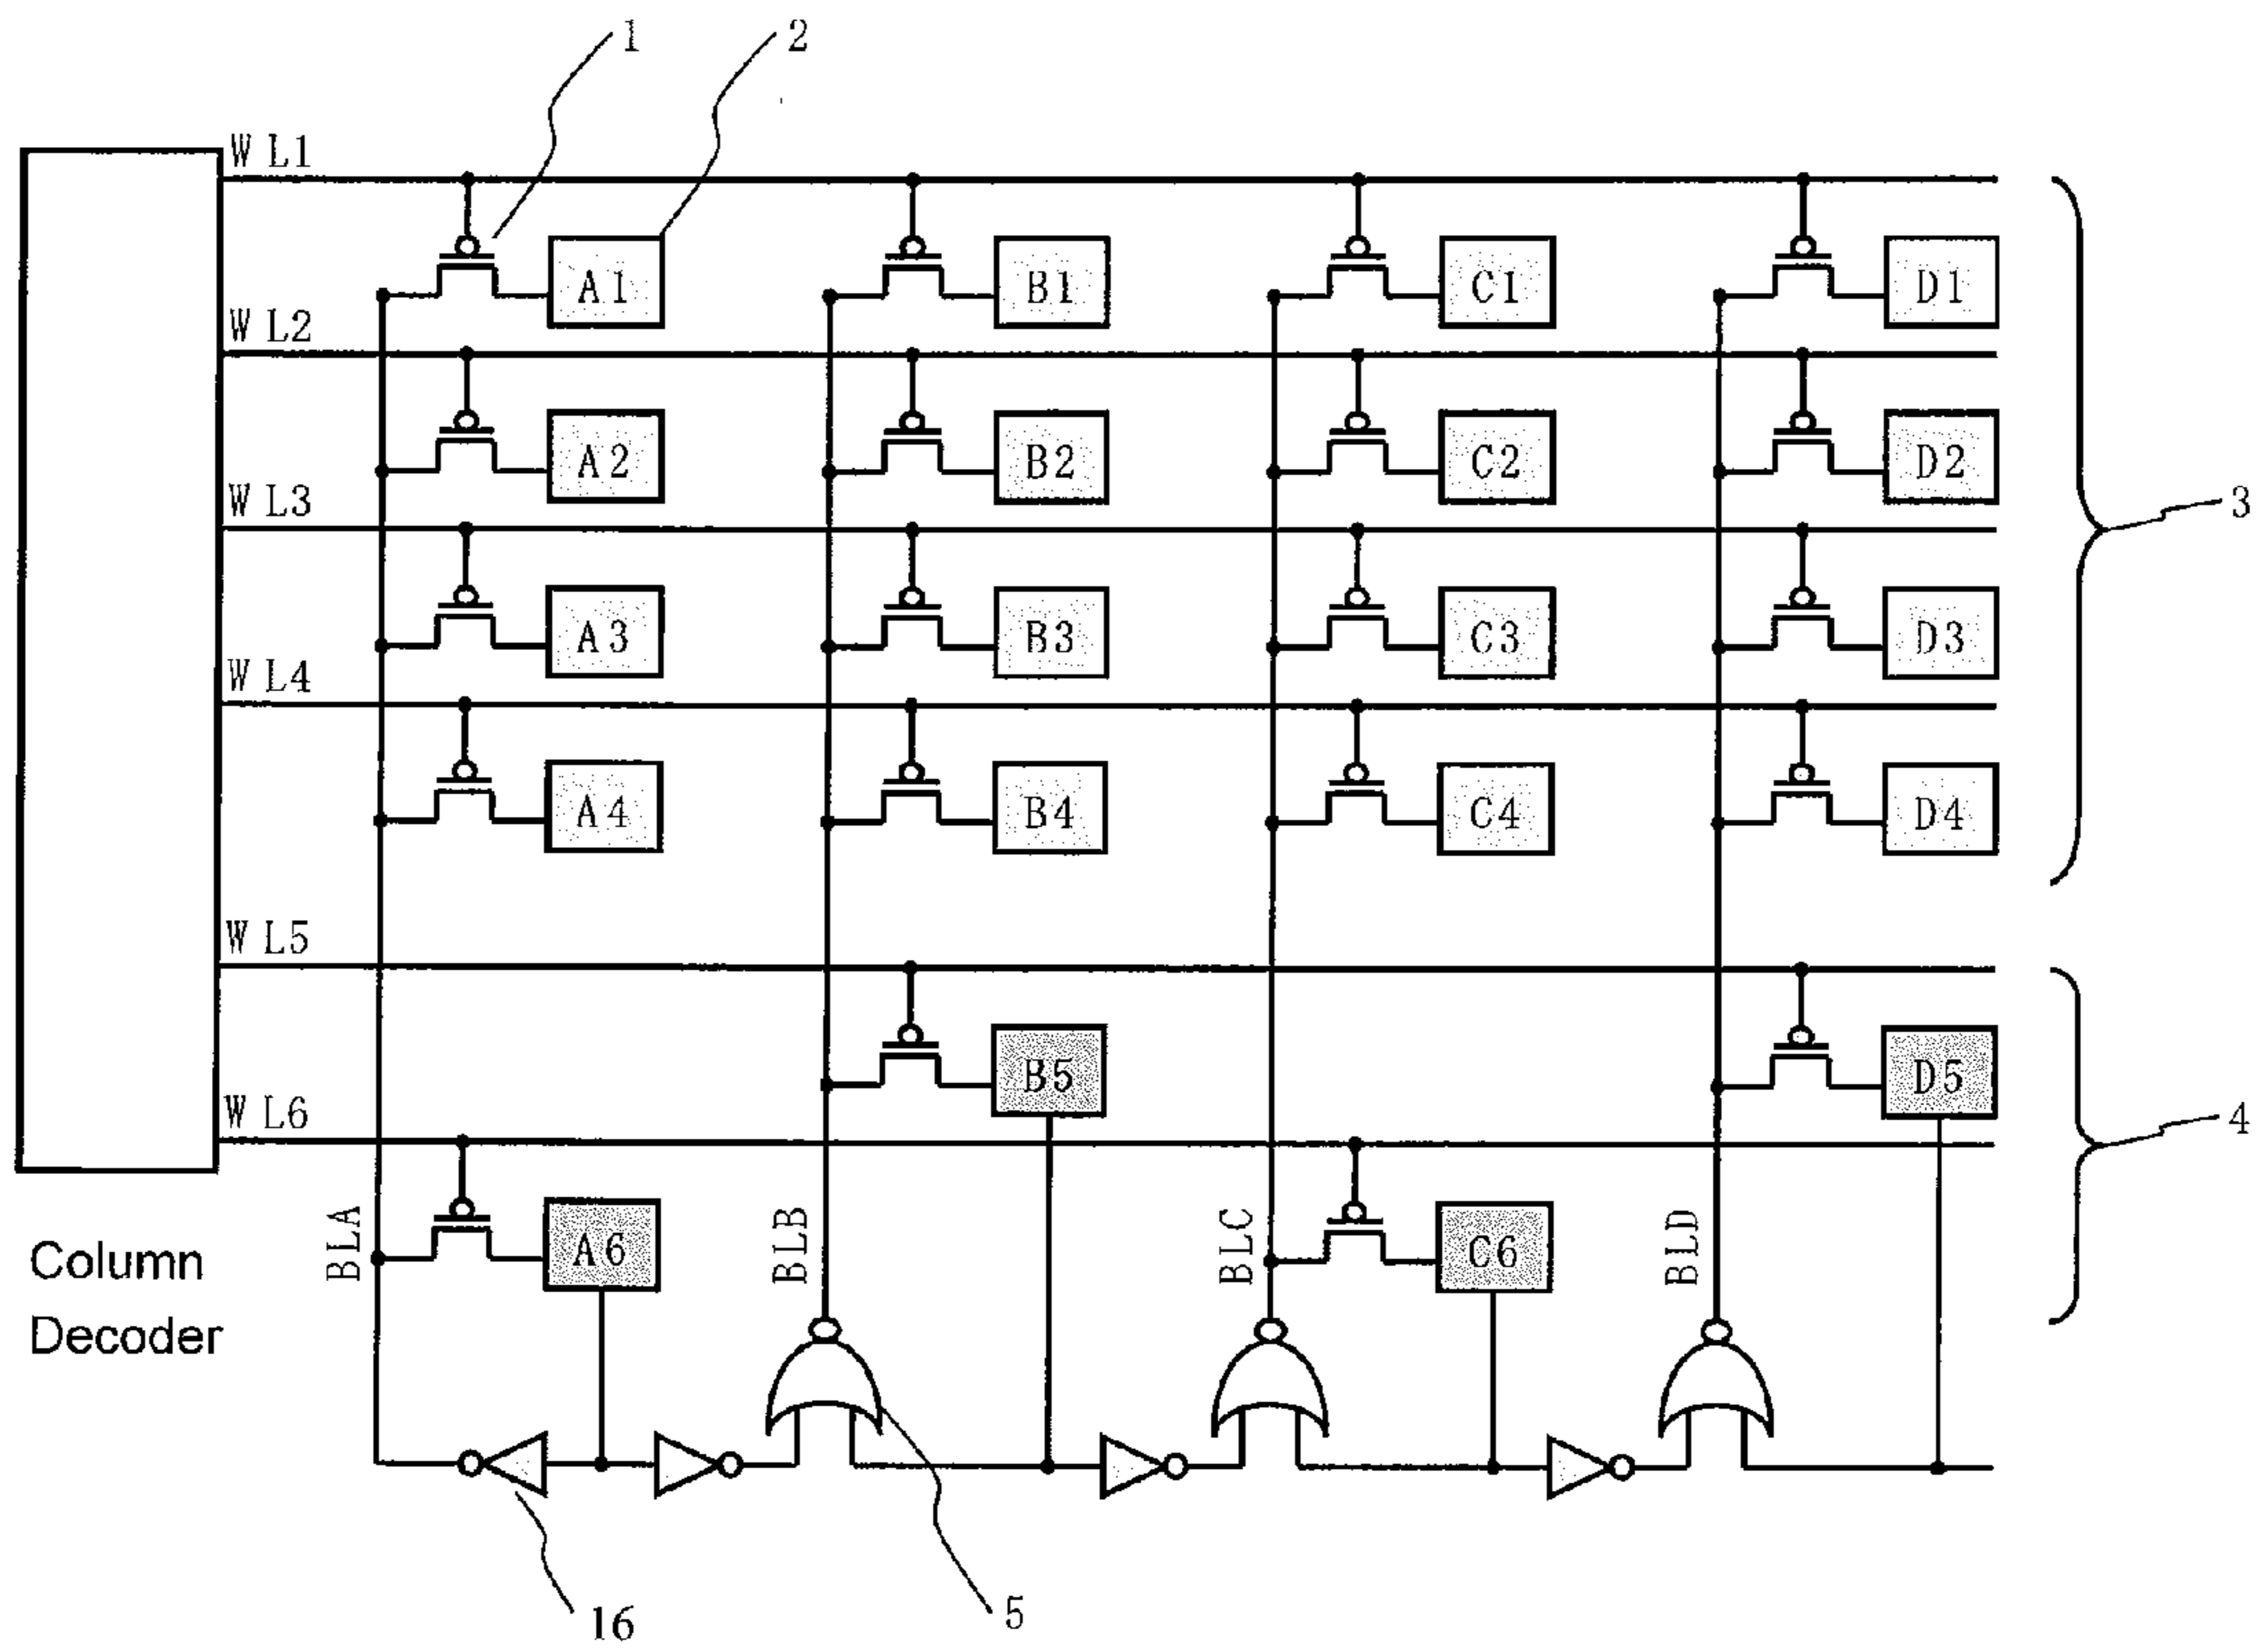 1 2
W L1
A1 B1 C1 D1
W L2
A2 B2 C2 D2
W L3
3
A3 B3 C3 D3
W L4
A4 B4 C4 D4
W L5
B5 D5
W L6
4
A6 C6
BLA BLB BLC BLD
Column
Decoder
16 5